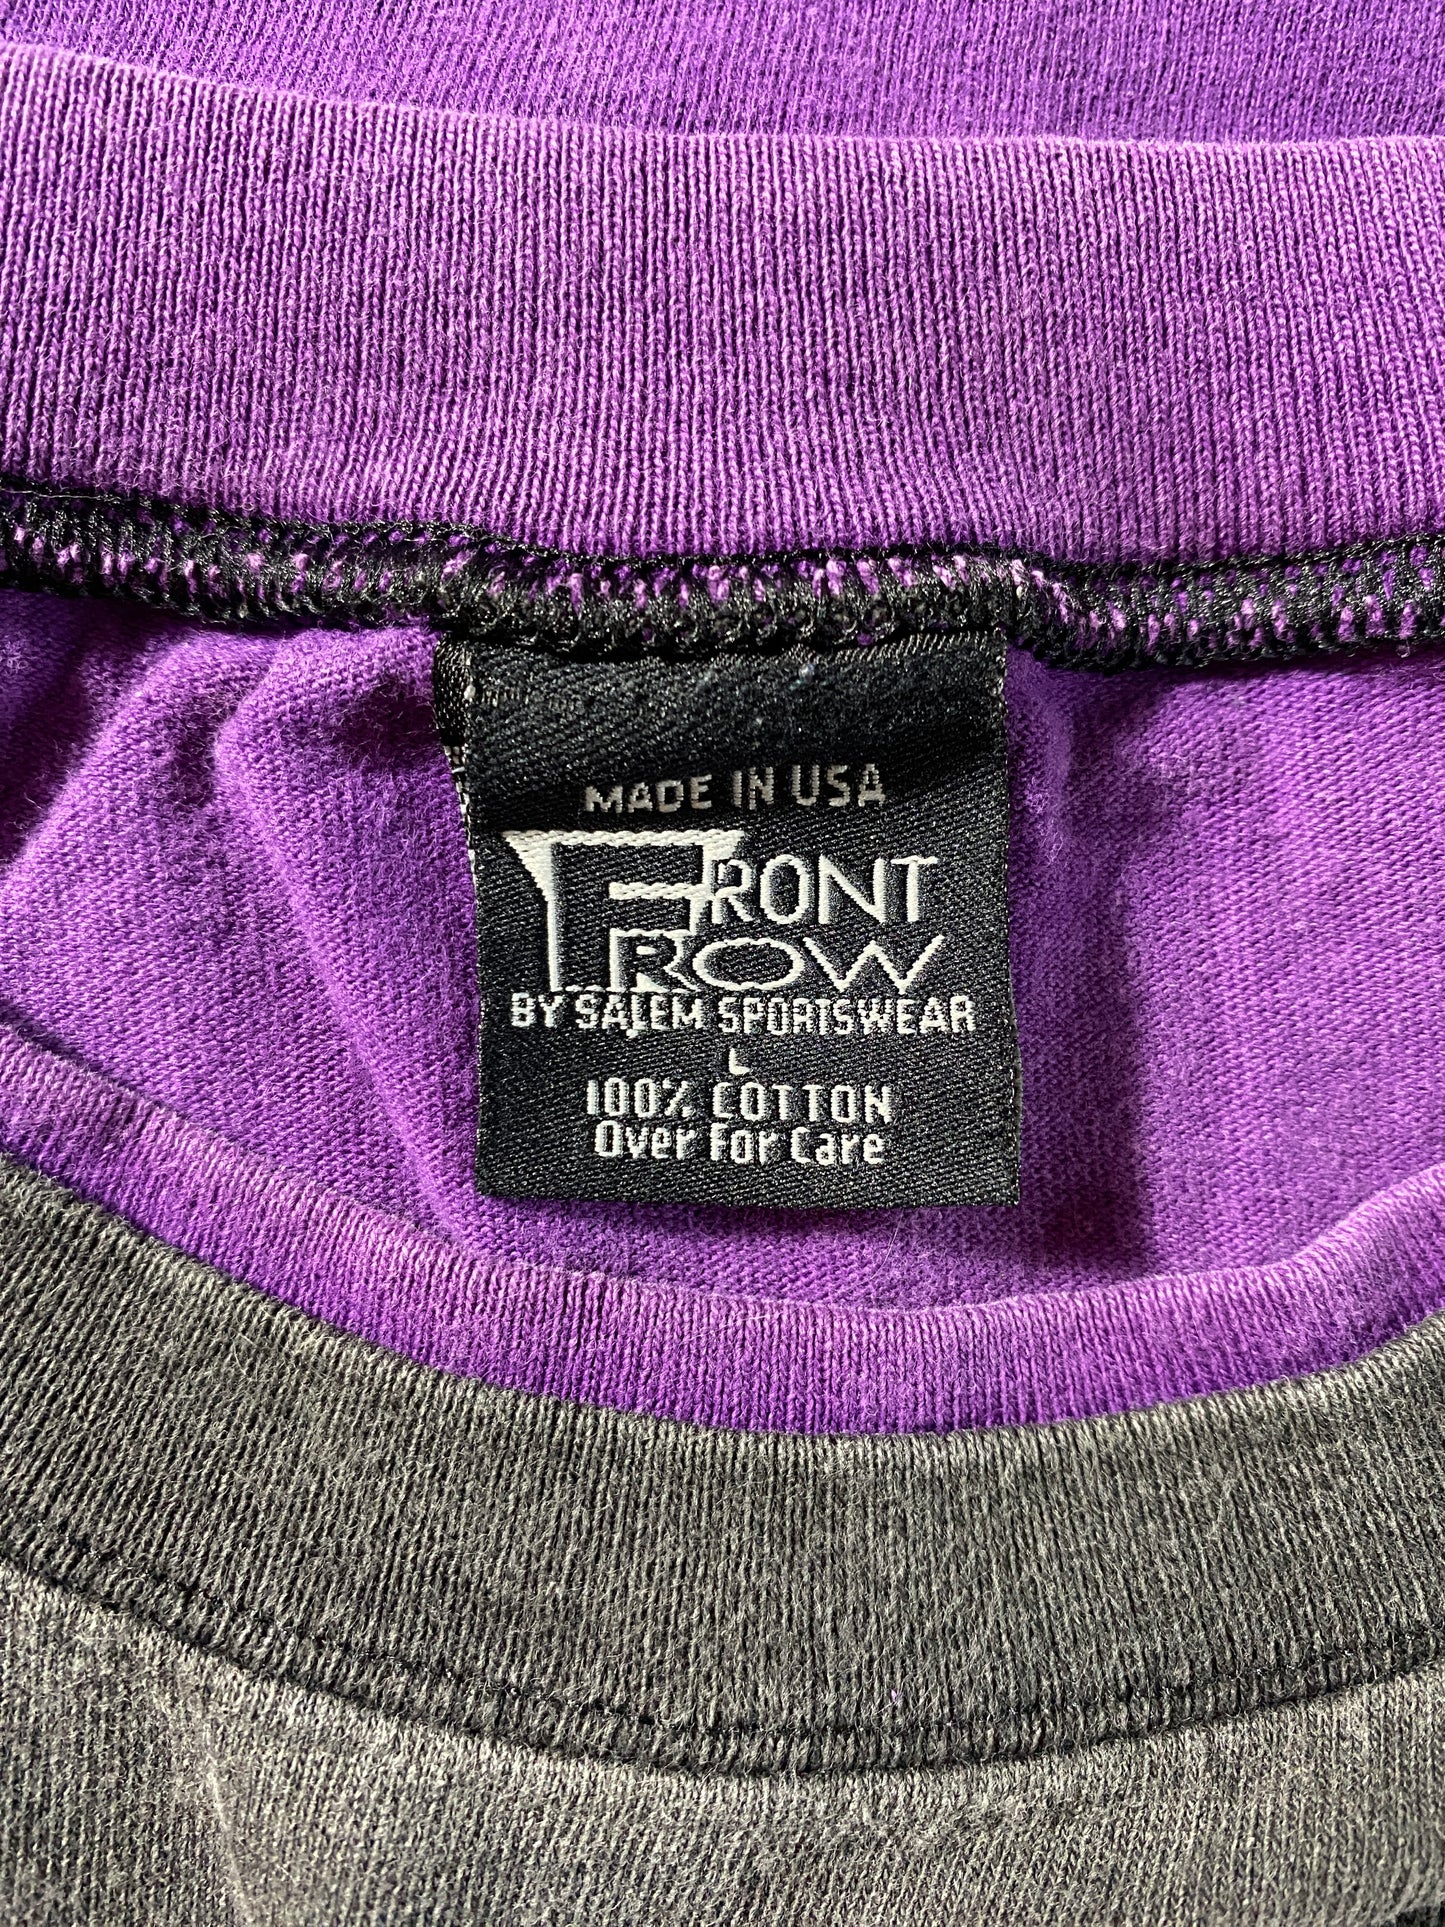 MADE IN USA
FRONT
ROW
BY SALEM SPORTSWEAR
L
100% COTTON
Over For Care